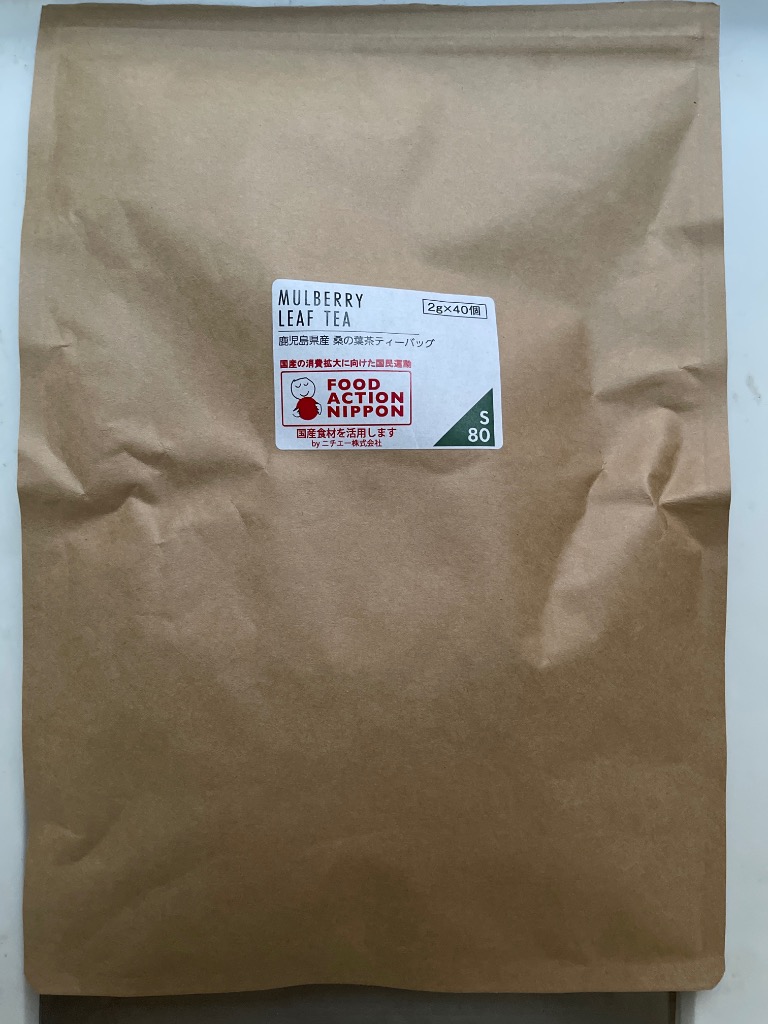 MULBERRY
LEAF TEA
2g×40個
鹿児島県産 桑の葉茶ティーバッグ
国産の消費拡大に向けた国民運動
FOOD
ACTION
NIPPON
国産食材を活用します
by ニチエー株式会社
S
80